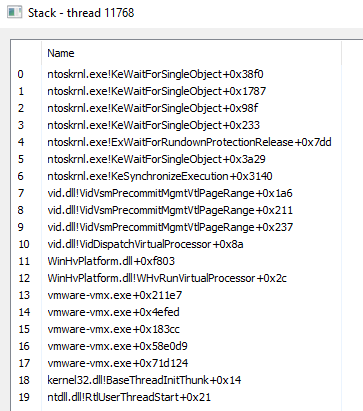 Stack - thread 11768
Name
0 ntoskrnl.exe!KeWaitForSingleObject+0x38f0
1 ntoskrnl.exe!KeWaitForSingleObject+0x1787
2 ntoskrnl.exe!KeWaitForSingleObject+0x98f
3 ntoskrnl.exe!KeWaitForSingleObject+0x233
4 ntoskrnl.exe!ExWaitForRundownProtectionRelease+0x7dd
5 ntoskrnl.exe!KeWaitForSingleObject+0x3a29
6 ntoskrnl.exe!KeSynchronizeExecution+0x3140
7 vid.dll!VidVsmPrecommitMgmtVtlPageRange+0x1a6
8 vid.dll!VidVsmPrecommitMgmtVtlPageRange+0x211
9 vid.dll!VidVsmPrecommitMgmtVtlPageRange+0x237
10 vid.dll!VidDispatchVirtualProcessor+0x8a
11 WinHvPlatform.dll+0xf803
12 WinHvPlatform.dll!WHvRunVirtualProcessor+0x2c
13 vmware-vmx.exe+0x211e7
14 vmware-vmx.exe+0x4efed
15 vmware-vmx.exe+0x183cc
16 vmware-vmx.exe+0x58e0d9
17 vmware-vmx.exe+0x71d124
18 kernel32.dll!BaseThreadInitThunk+0x14
19 ntdll.dll!RtlUserThreadStart+0x21